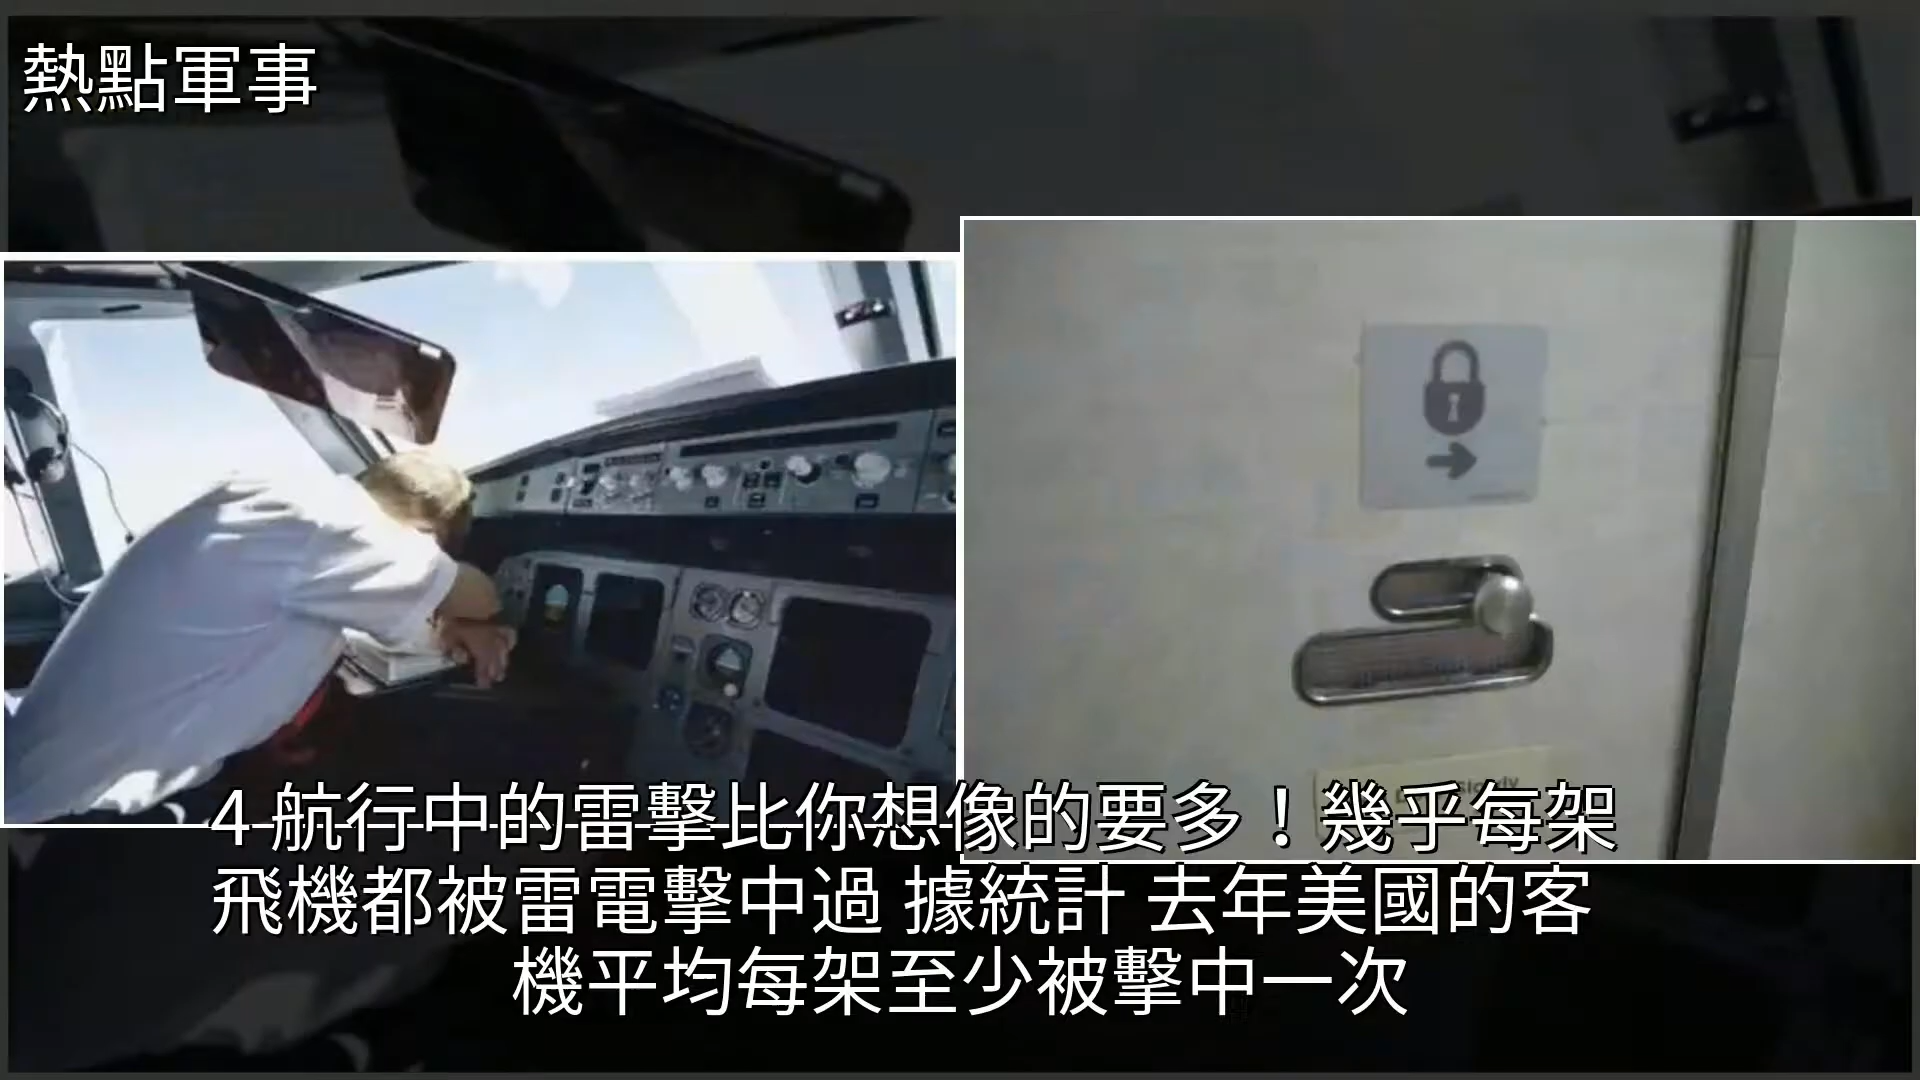 熱點軍事
4 航行中的雷擊比你想像的要多！幾乎每架
飛機都被雷電擊中過 據統計 去年美國的客
機平均每架至少被擊中一次